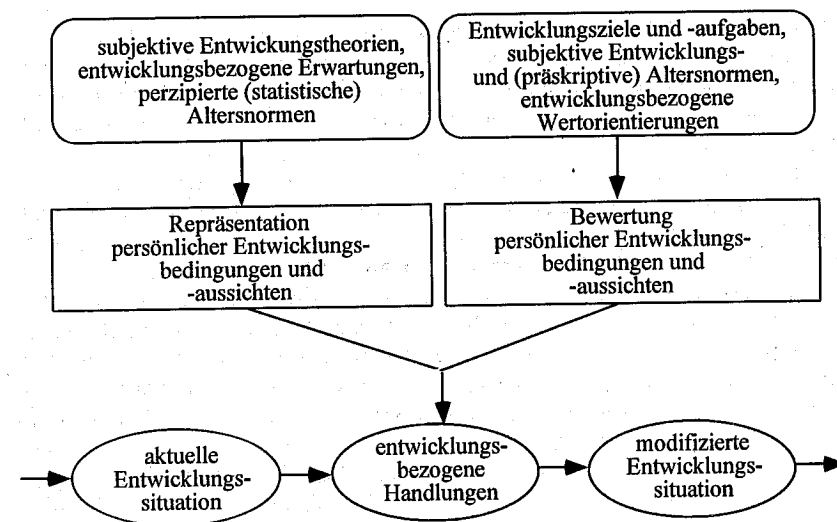 subjektive Entwickungstheorien,
entwicklungsbezogene Erwartungen,
perzipierte (statistische)
Altersnormen
Entwicklungsziele und -aufgaben,
subjektive Entwicklungs-
und (präskriptive) Altersnormen,
entwicklungsbezogene
Wertorientierungen
Repräsentation
persönlicher Entwicklungs-
bedingungen und
-aussichten
Bewertung
persönlicher Entwicklungs-
bedingungen und
-aussichten
aktuelle
Entwicklungs-
situation
entwicklungs-
bezogene
Handlungen
modifizierte
Entwicklungs-
situation